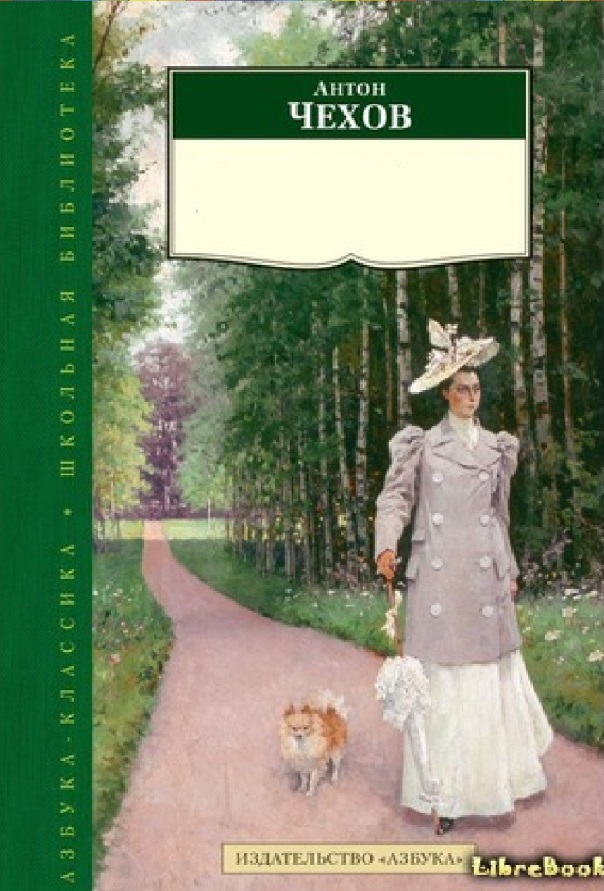 АНТОН
ЧЕХОВ
АЗБУКА-КЛАССИКА * ШКОЛЬНАЯ БИБЛИОТЕКА
ИЗДАТЕЛЬСТВО «АЗБУКА»
LibreBook